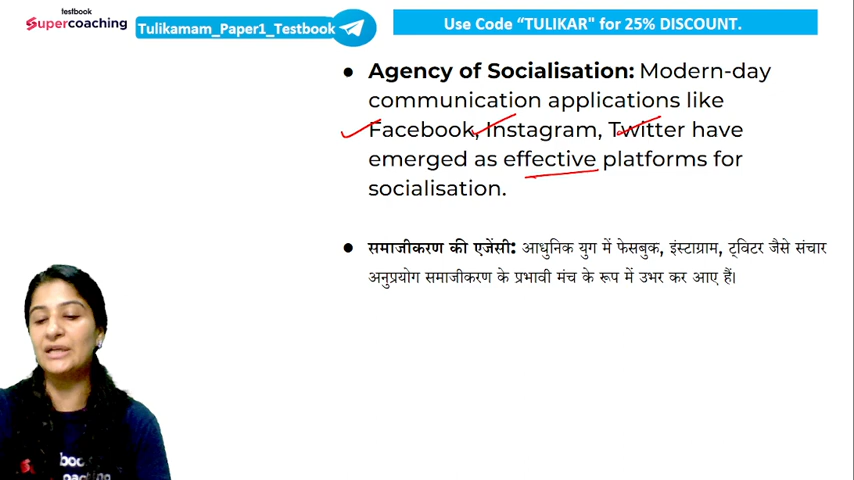 testbook
Supercoaching
Tulikamam_Paper1_Testbook
Use Code “TULIKAR" for 25% DISCOUNT.
● Agency of Socialisation: Modern-day
communication applications like
Facebook, Instagram, Twitter have
emerged as effective platforms for
socialisation.
● समाजीकरण की एजेंसी: आधुनिक युग में फेसबुक, इंस्टाग्राम, ट्विटर जैसे संचार
अनुप्रयोग समाजीकरण के प्रभावी मंच के रूप में उभर कर आए हैं।